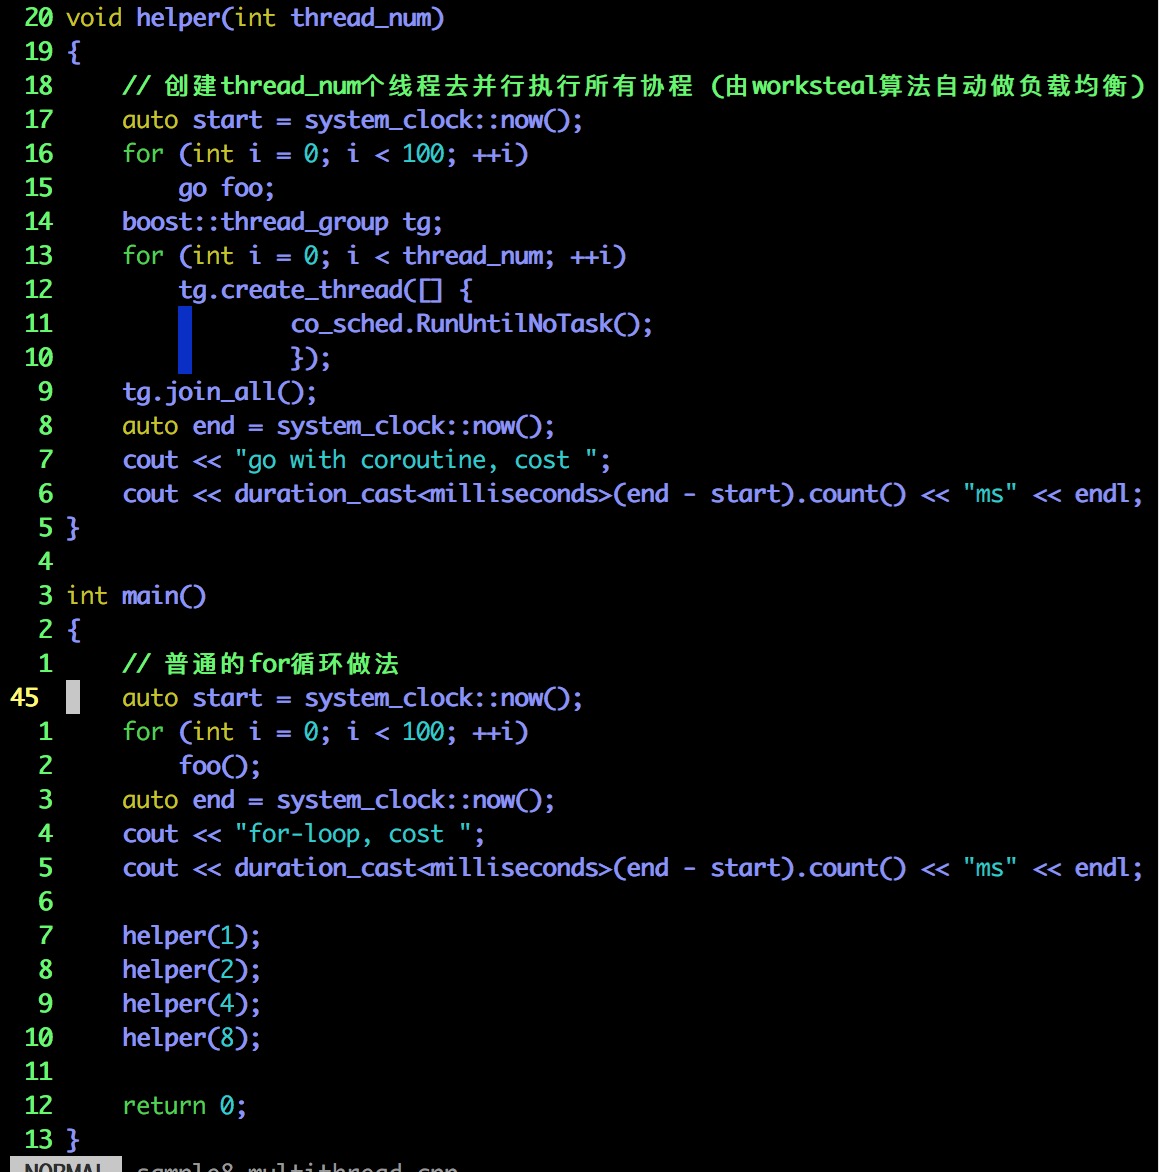 20 void helper(int thread_num)
19 {
18     // 创建thread_num个线程去并行执行所有协程 (由worksteal算法自动做负载均衡)
17     auto start = system_clock::now();
16     for (int i = 0; i < 100; ++i)
15         go foo;
14     boost::thread_group tg;
13     for (int i = 0; i < thread_num; ++i)
12         tg.create_thread([] {
11                 co_sched.RunUntilNoTask();
10                 });
9     tg.join_all();
8     auto end = system_clock::now();
7     cout << "go with coroutine, cost ";
6     cout << duration_cast<milliseconds>(end - start).count() << "ms" << endl;
5 }
4
3 int main()
2 {
1     // 普通的for循环做法
45     auto start = system_clock::now();
1     for (int i = 0; i < 100; ++i)
2         foo();
3     auto end = system_clock::now();
4     cout << "for-loop, cost ";
5     cout << duration_cast<milliseconds>(end - start).count() << "ms" << endl;
6
7     helper(1);
8     helper(2);
9     helper(4);
10     helper(8);
11
12     return 0;
13 }
NORMAL sample8_multithread.cpp